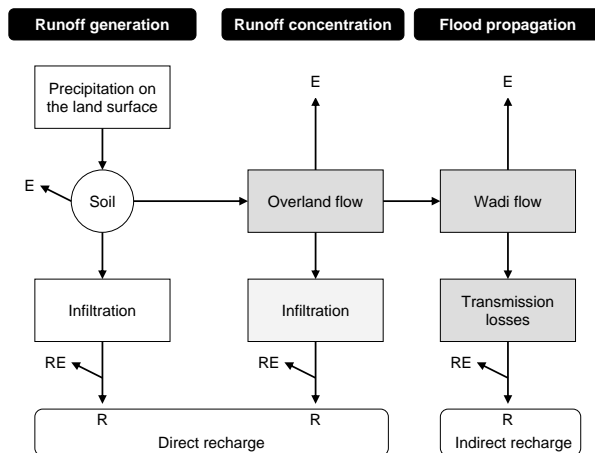 Runoff generation
Runoff concentration
Flood propagation
Precipitation on
the land surface
E
E
E
Soil
Overland flow
Wadi flow
Infiltration
Infiltration
Transmission
losses
RE
RE
RE
R
R
R
Direct recharge
Indirect recharge